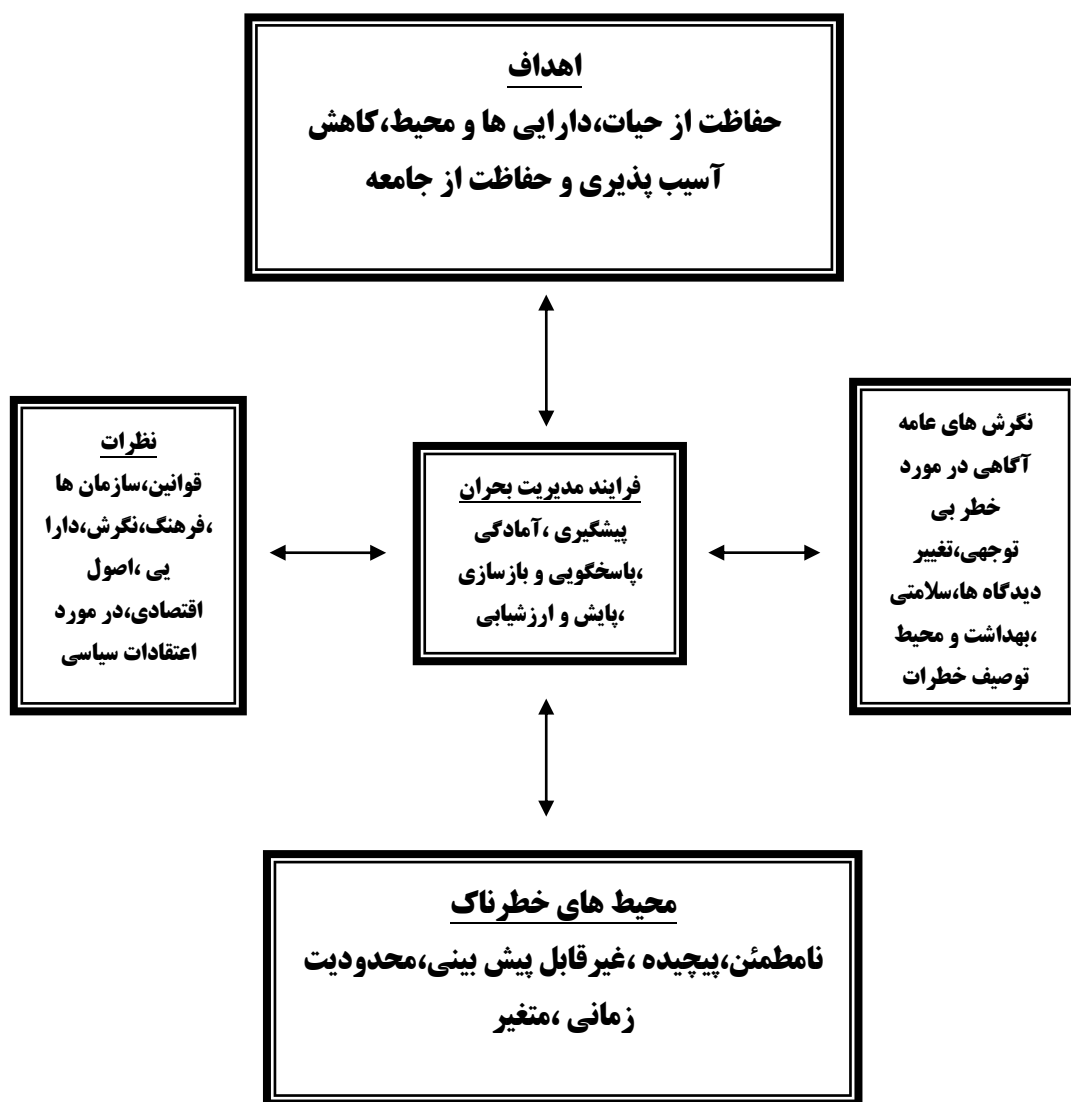 اهداف
حفاظت از حیات،دارایی ها و محیط،کاهش
آسیب پذیری و حفاظت از جامعه
نگرش های عامه
آگاهی در مورد
خطر بی
توجهی،تغییر
دیدگاه ها،سلامتی
،بهداشت و محیط
توصیف خطرات
فرایند مدیریت بحران
پیشگیری ،آمادگی
،پاسخگویی و بازسازی
،پایش و ارزشیابی
نظرات
قوانین،سازمان ها
،فرهنگ،نگرش،دارا
یی ،اصول
اقتصادی،در مورد
اعتقادات سیاسی
محیط های خطرناک
نامطمئن،پیچیده ،غیرقابل پیش بینی،محدودیت
زمانی ،متغیر